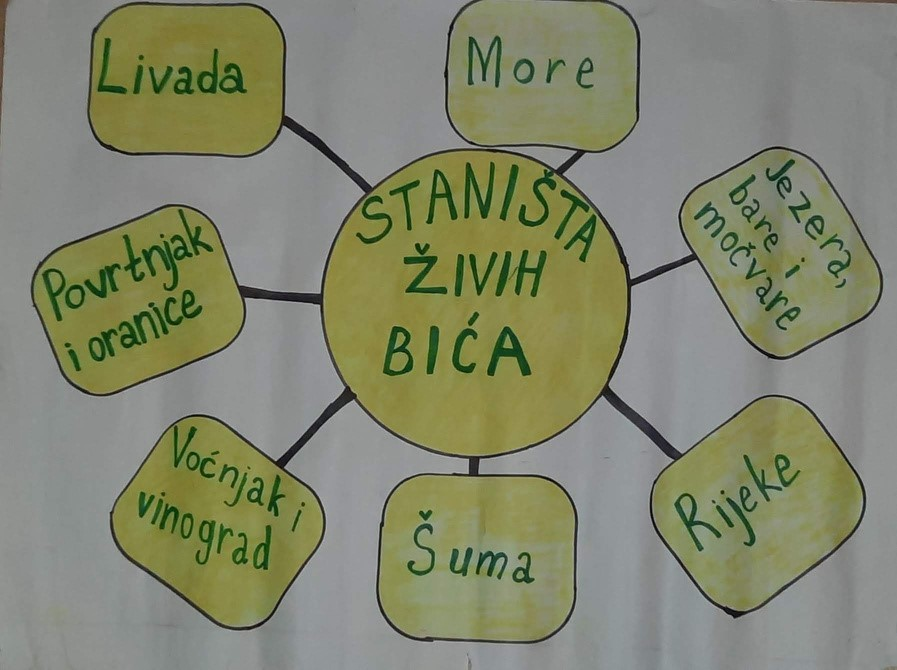 Livada
More
STANIŠTA
ŽIVIH
BIĆA
Jezera,
bare i
močvare
Povrtnjak
i oranice
Voćnjak i
vinograd
Šuma
Rijeke